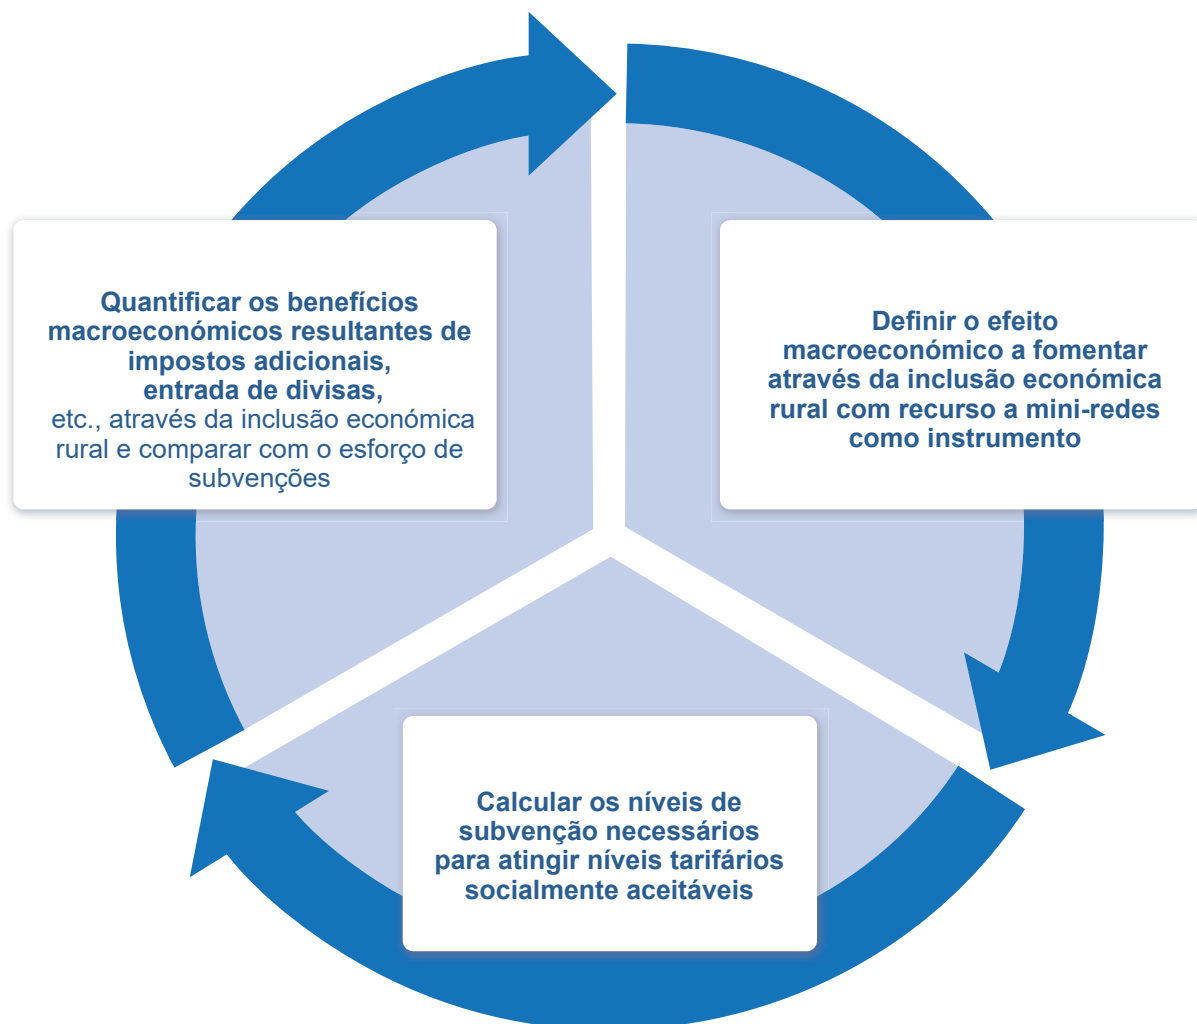 Quantificar os benefícios
macroeconómicos resultantes de
impostos adicionais,
entrada de divisas,
etc., através da inclusão económica
rural e comparar com o esforço de
subvenções
Definir o efeito
macroeconómico a fomentar
através da inclusão económica
rural com recurso a mini-redes
como instrumento
Calcular os níveis de
subvenção necessários
para atingir níveis tarifários
socialmente aceitáveis